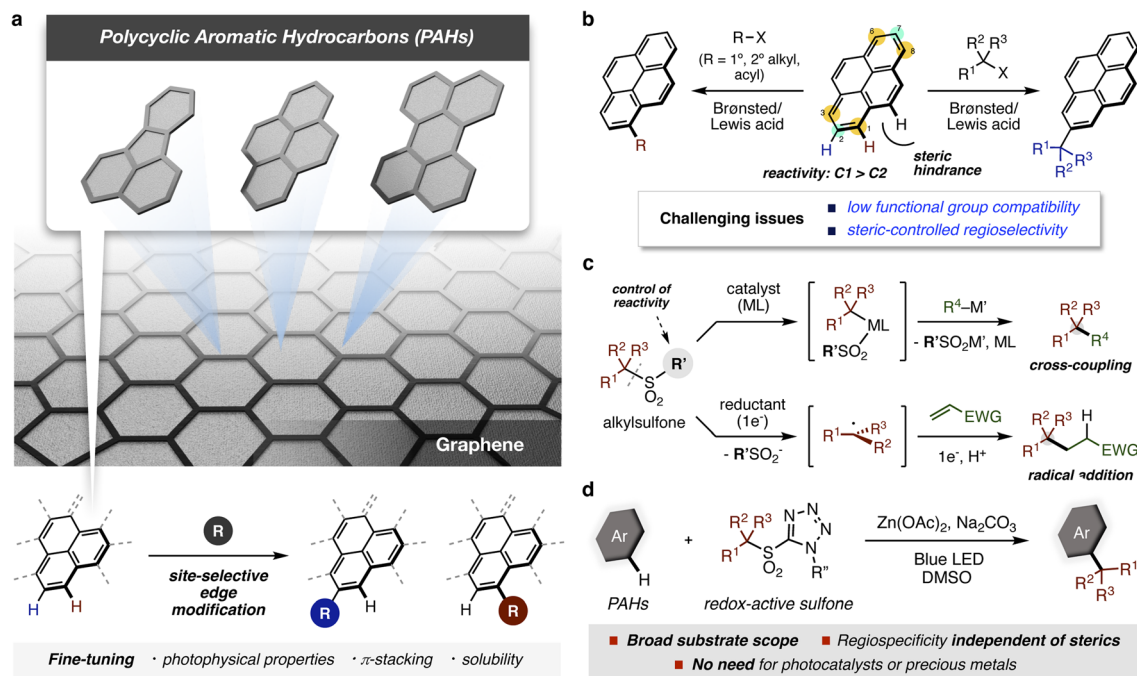 a
Polycyclic Aromatic Hydrocarbons (PAHs)
Graphene
H H
R
site-selective
edge
modification
R H
H R
Fine-tuning · photophysical properties · π-stacking · solubility
b
R
R–X
(R = 1º, 2º alkyl,
acyl)
Brønsted/
Lewis acid
6 7 8
3 2 1
H H H
reactivity: C1 > C2
steric
hindrance
R² R³
R¹ X
Brønsted/
Lewis acid
R¹ R³
R²
Challenging issues
low functional group compatibility
steric-controlled regioselectivity
c
control of
reactivity
R² R³
R¹ S R'
O₂
alkylsulfone
catalyst
(ML)
R² R³
R¹ ML
R'SO₂
R⁴–M'
- R'SO₂M', ML
R² R³
R¹ R⁴
cross-coupling
reductant
(1e⁻)
- R'SO₂⁻
R¹ R³
R²
EWG
1e⁻, H⁺
R² R³ H
R¹ EWG
radical addition
d
Ar
H
PAHs
+
R² R³
R¹ S
O₂
N N
N N
R''
redox-active sulfone
Zn(OAc)₂, Na₂CO₃
Blue LED
DMSO
Ar
R² R¹
R³
Broad substrate scope
Regiospecificity independent of sterics
No need for photocatalysts or precious metals